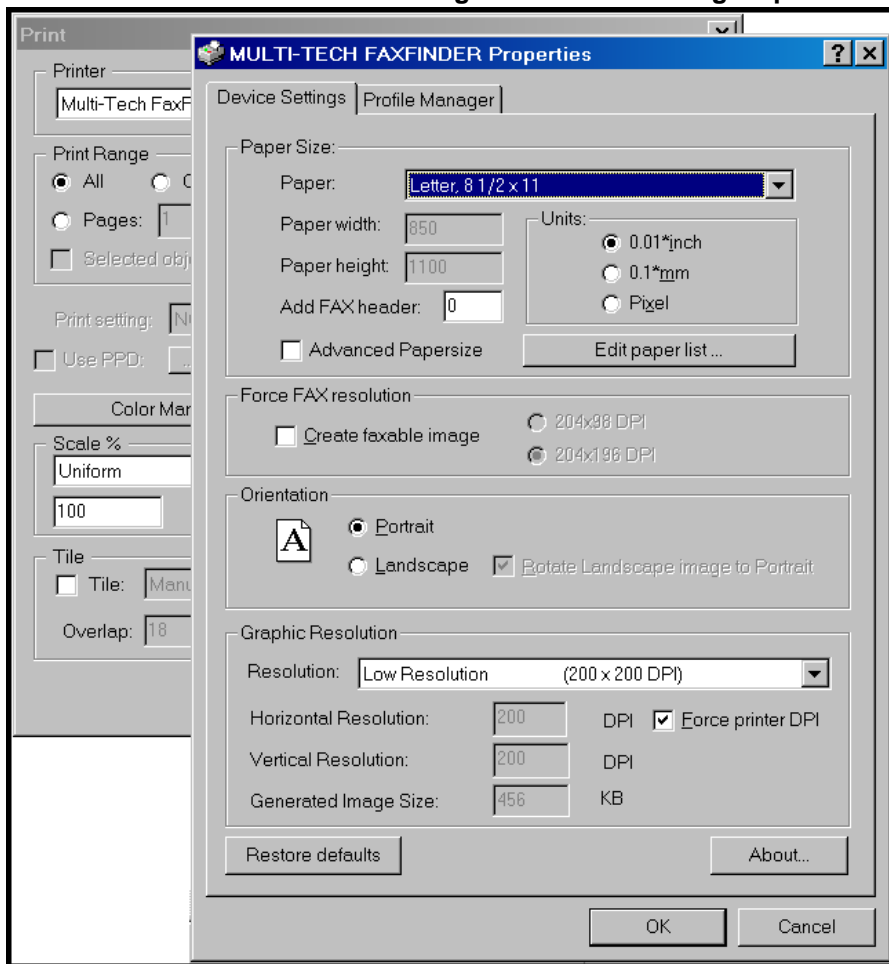 Print
Printer
Multi-Tech FaxF
Print Range
All
Pages: 1
Selected obj
Print setting:
Use PPD: ...
Color Mar
Scale %
Uniform
100
Tile
Tile: Manu
Overlap: 18
MULTI-TECH FAXFINDER Properties
Device Settings Profile Manager
Paper Size:
Paper: Letter, 8 1/2 x 11
Paper width: 850
Paper height: 1100
Add FAX header: 0
Units:
0.01*inch
0.1*mm
Pixel
Advanced Papersize Edit paper list ...
Force FAX resolution
Create faxable image
204x98 DPI
204x196 DPI
Orientation
A
Portrait
Landscape Rotate Landscape image to Portrait
Graphic Resolution
Resolution: Low Resolution (200 x 200 DPI)
Horizontal Resolution: 200 DPI Force printer DPI
Vertical Resolution: 200 DPI
Generated Image Size: 456 KB
Restore defaults About...
OK Cancel